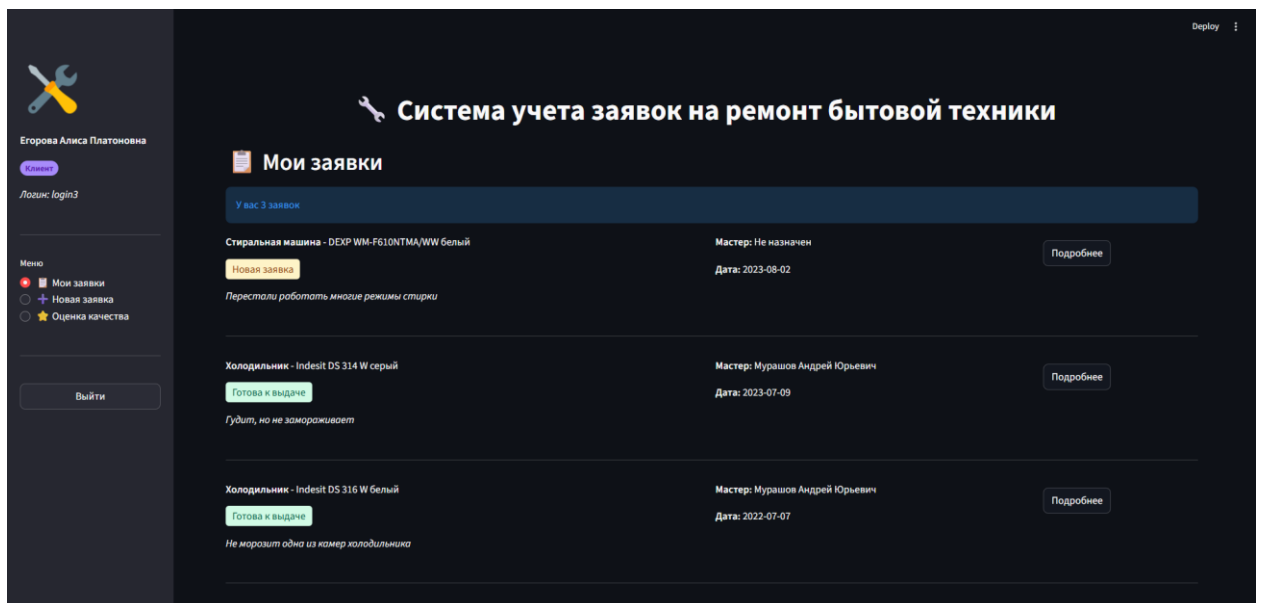 Deploy
Система учета заявок на ремонт бытовой техники
Егорова Алиса Платоновна
Клиент
Логин: login3
Меню
Мои заявки
Новая заявка
Оценка качества
Выйти
Мои заявки
У вас 3 заявок
Стиральная машина - DEXP WM-F610NTMA/WW белый
Новая заявка
Перестали работать многие режимы стирки
Мастер: Не назначен
Дата: 2023-08-02
Подробнее
Холодильник - Indesit DS 314 W серый
Готова к выдаче
Гудит, но не замораживает
Мастер: Мурашов Андрей Юрьевич
Дата: 2023-07-09
Подробнее
Холодильник - Indesit DS 316 W белый
Готова к выдаче
Не морозит одна из камер холодильника
Мастер: Мурашов Андрей Юрьевич
Дата: 2022-07-07
Подробнее